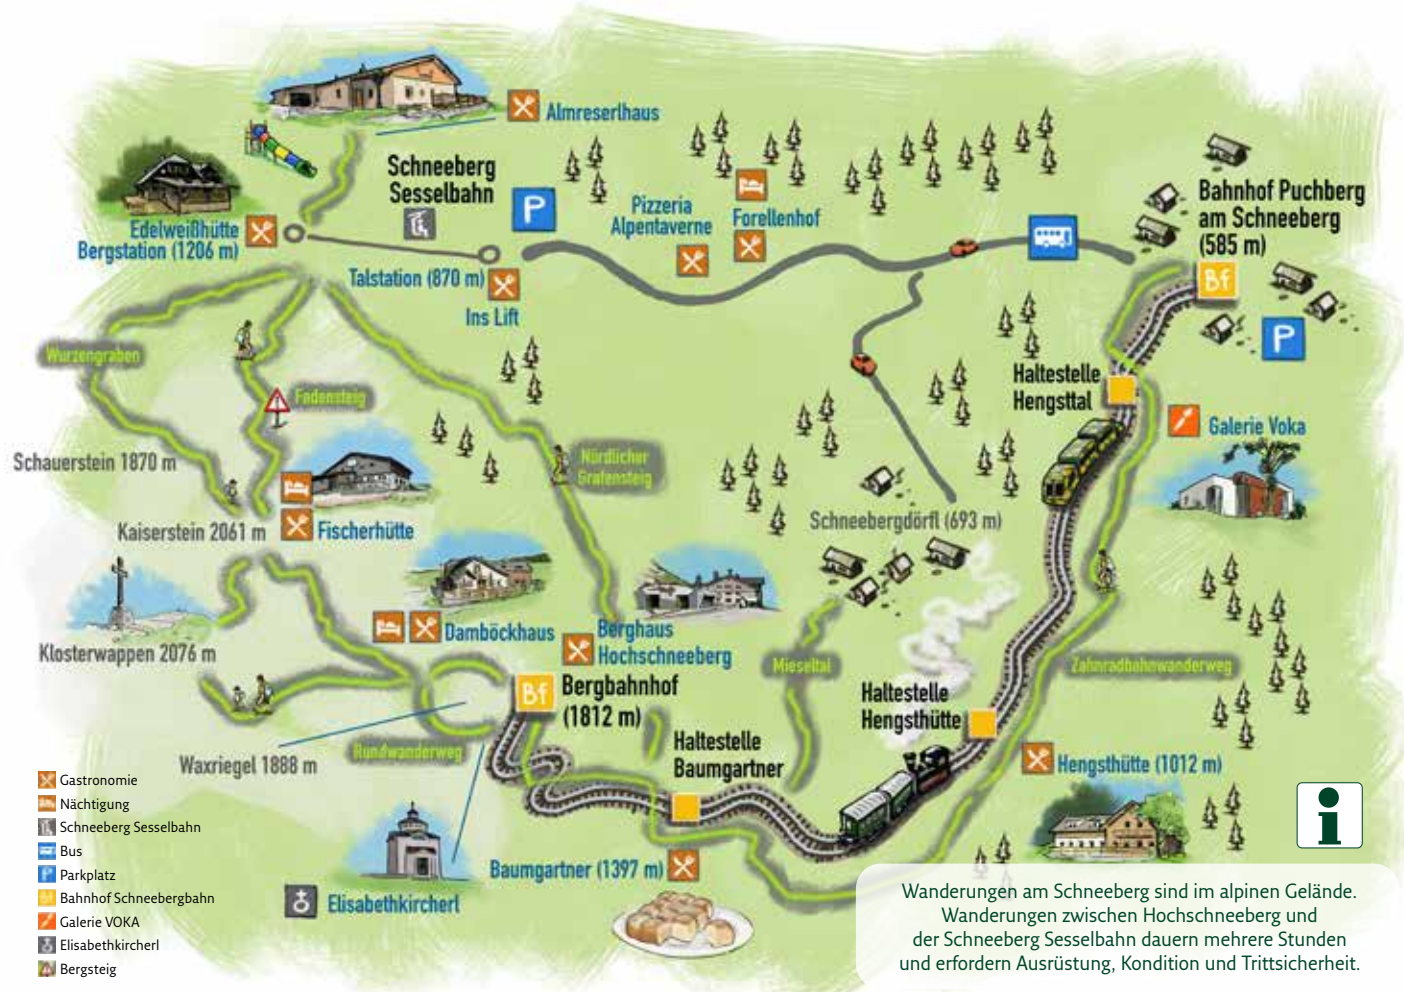 Almreserlhaus
Schneeberg
Sesselbahn
P
Edelweißhütte
Bergstation (1206 m)
Talstation (870 m)
Ins Lift
Pizzeria
Alpentaverne
Forellenhof
Bahnhof Puchberg
am Schneeberg
(585 m)
Bf
P
Wurzengraben
Fadensteig
Haltestelle
Hengsttal
Galerie Voka
Schauerstein 1870 m
Nördlicher
Grafensteig
Kaiserstein 2061 m
Fischerhütte
Schneebergdörfl (693 m)
Klosterwappen 2076 m
Damböckhaus
Berghaus
Hochschneeberg
Mieseltal
Zahnradbahnwanderweg
Bf
Bergbahnhof
(1812 m)
Haltestelle
Hengsthütte
Waxriegel 1888 m
Rundwanderweg
Haltestelle
Baumgartner
Hengsthütte (1012 m)
Baumgartner (1397 m)
Elisabethkircherl
Gastronomie
Nächtigung
Schneeberg Sesselbahn
Bus
P Parkplatz
Bf Bahnhof Schneebergbahn
Galerie VOKA
Elisabethkircherl
Bergsteig
i
Wanderungen am Schneeberg sind im alpinen Gelände.
Wanderungen zwischen Hochschneeberg und
der Schneeberg Sesselbahn dauern mehrere Stunden
und erfordern Ausrüstung, Kondition und Trittsicherheit.